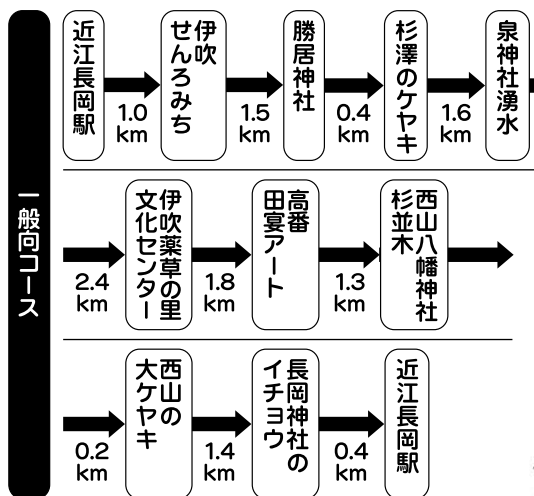 一般向コース
近江長岡駅
1.0
km
伊吹
せんろみち
1.5
km
勝居神社
0.4
km
杉澤のケヤキ
1.6
km
泉神社湧水
2.4
km
伊吹薬草の里
文化センター
1.8
km
高番
田宴アート
1.3
km
西山八幡神社
杉並木
0.2
km
西山の
大ケヤキ
1.4
km
長岡神社の
イチョウ
0.4
km
近江長岡駅